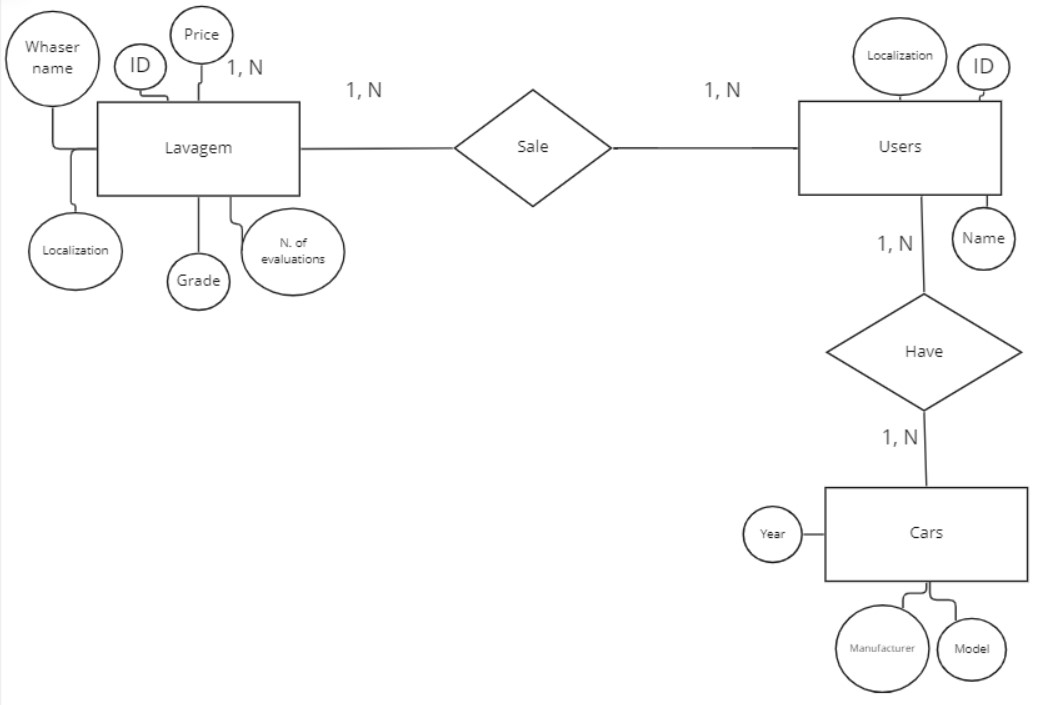 Price
Whaser
name
ID
1, N
1, N
1, N
Localization
ID
Lavagem
Sale
Users
Localization
Grade
N. of
evaluations
1, N
Name
Have
1, N
Year
Cars
Manufacturer
Model